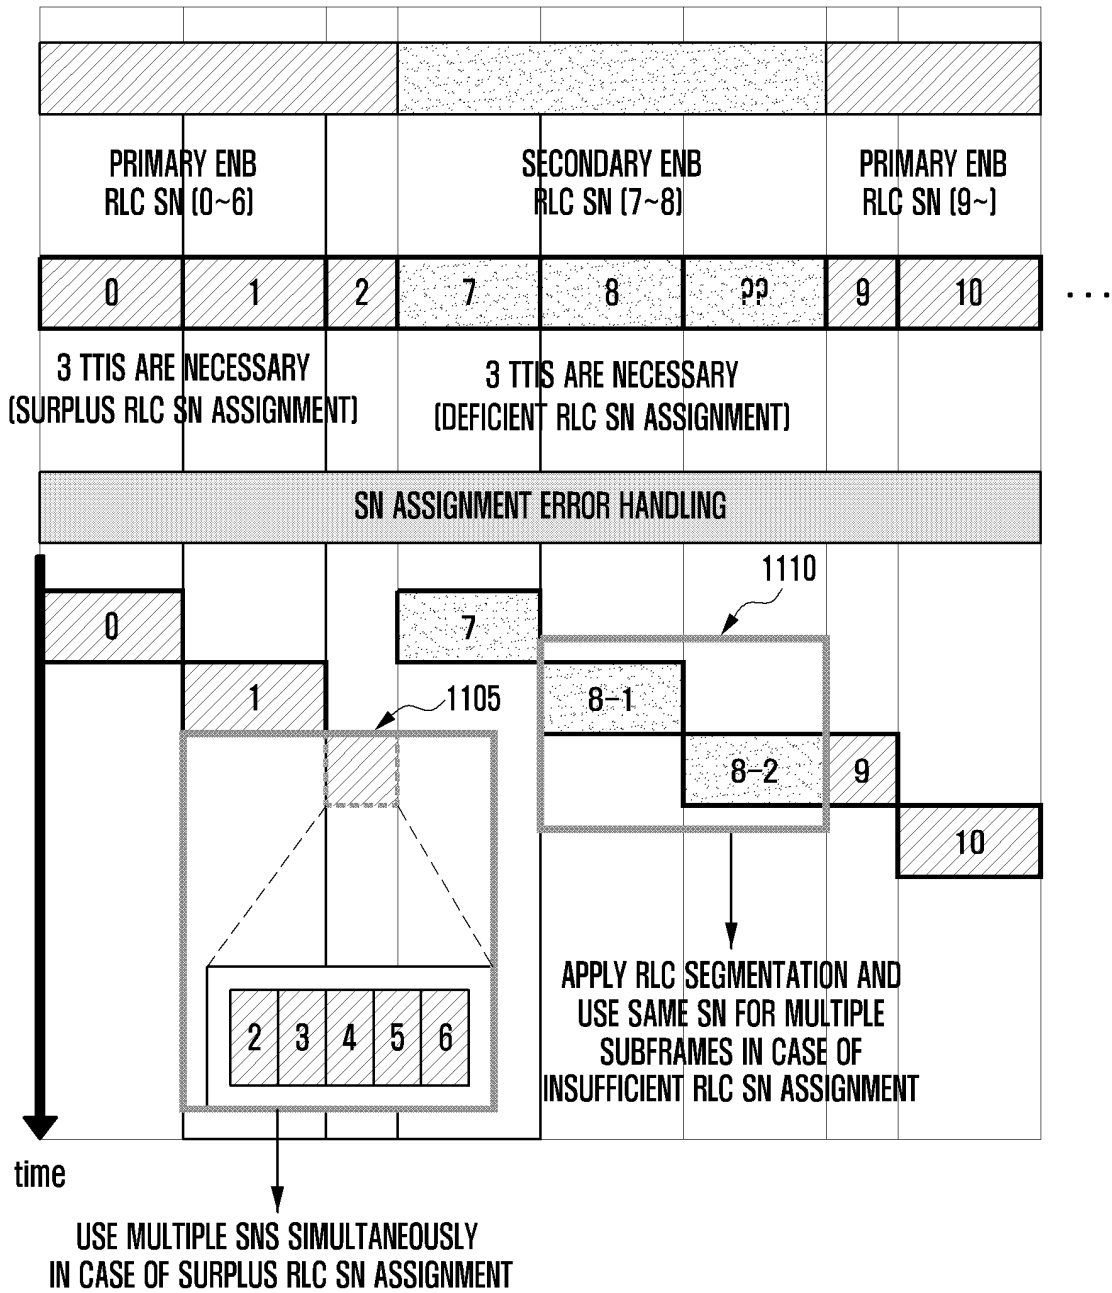 PRIMARY ENB
RLC SN (0~6)
SECONDARY ENB
RLC SN (7~8)
PRIMARY ENB
RLC SN (9~)
0 1 2 7 8 ?? 9 10 ...
3 TTIS ARE NECESSARY
(SURPLUS RLC SN ASSIGNMENT)
3 TTIS ARE NECESSARY
(DEFICIENT RLC SN ASSIGNMENT)
SN ASSIGNMENT ERROR HANDLING
1110
0
7
1
1105
8-1
8-2
9
10
2 3 4 5 6
APPLY RLC SEGMENTATION AND
USE SAME SN FOR MULTIPLE
SUBFRAMES IN CASE OF
INSUFFICIENT RLC SN ASSIGNMENT
time
USE MULTIPLE SNS SIMULTANEOUSLY
IN CASE OF SURPLUS RLC SN ASSIGNMENT